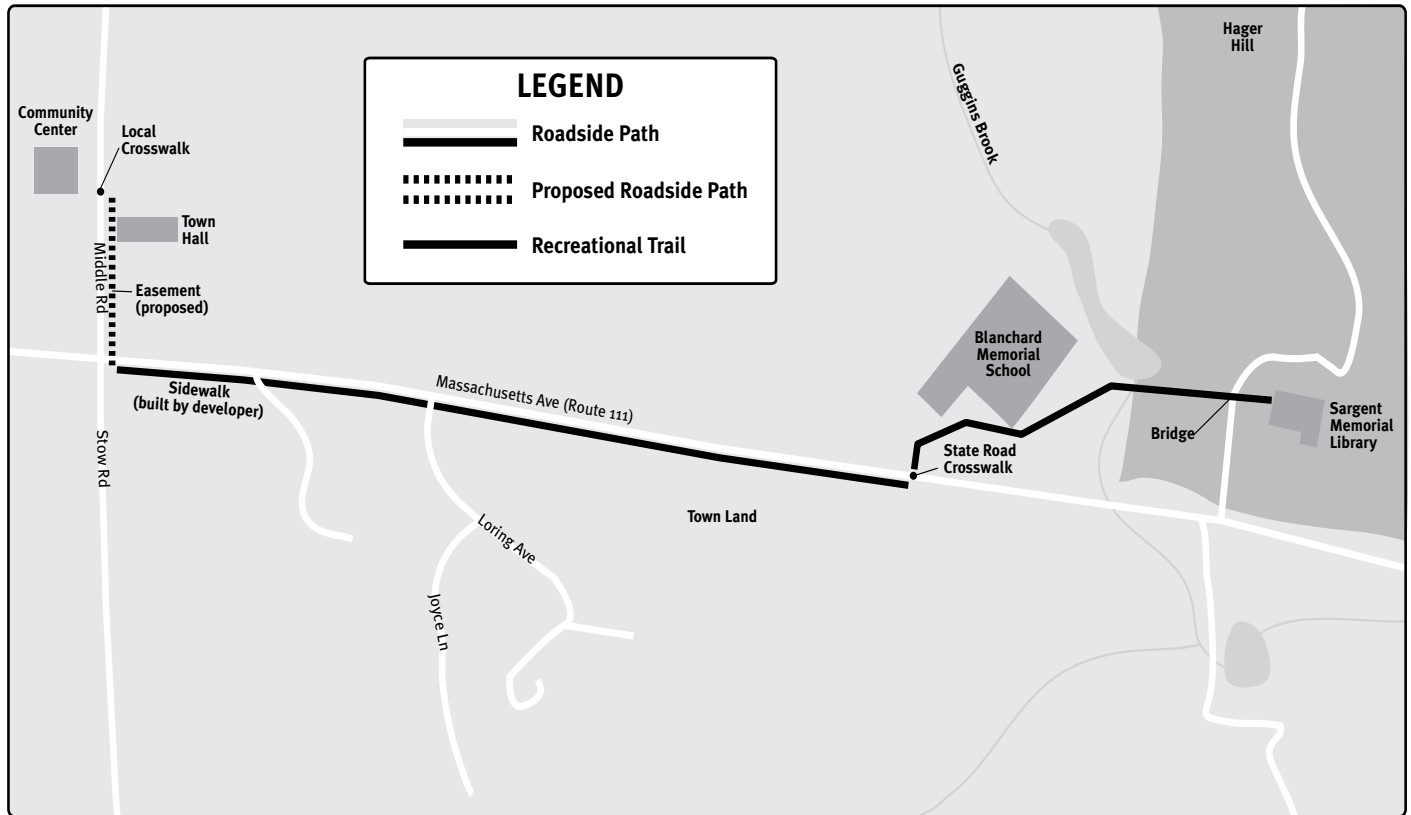 Hager
Hill
LEGEND
Roadside Path
Proposed Roadside Path
Recreational Trail
Guggins Brook
Community
Center
Local
Crosswalk
Town
Hall
Middle Rd
Easement
(proposed)
Blanchard
Memorial
School
Massachusetts Ave (Route 111)
Sidewalk
(built by developer)
Sargent
Memorial
Library
Bridge
State Road
Crosswalk
Stow Rd
Town Land
Loring Ave
Joyce Ln